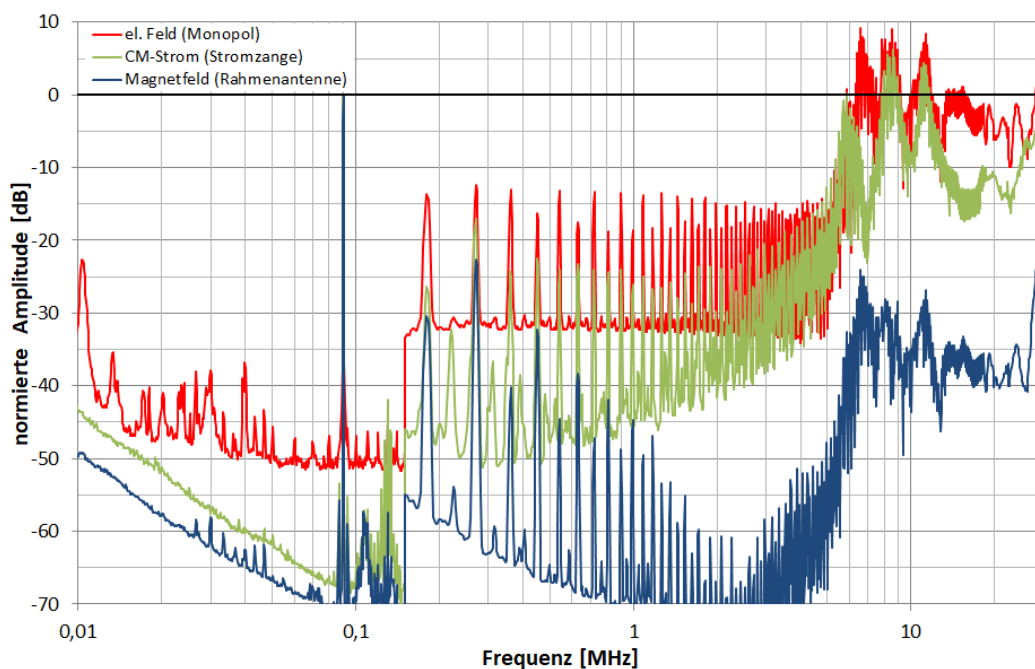 10
0
-10
-20
-30
-40
-50
-60
-70
normierte Amplitude [dB]
el. Feld (Monopol)
CM-Strom (Stromzange)
Magnetfeld (Rahmenantenne)
0,01
0,1
1
10
Frequenz [MHz]